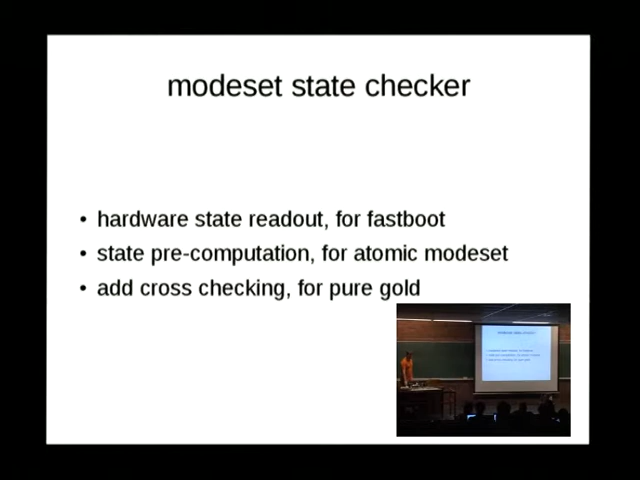 modeset state checker
• hardware state readout, for fastboot
• state pre-computation, for atomic modeset
• add cross checking, for pure gold